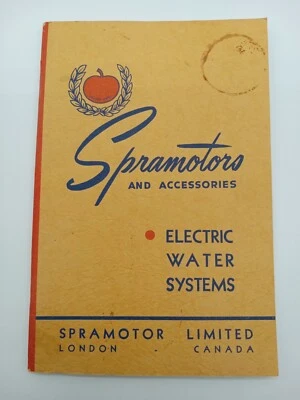 Spramotors
AND ACCESSORIES
ELECTRIC
WATER
SYSTEMS
SPRAMOTOR LIMITED
LONDON - CANADA